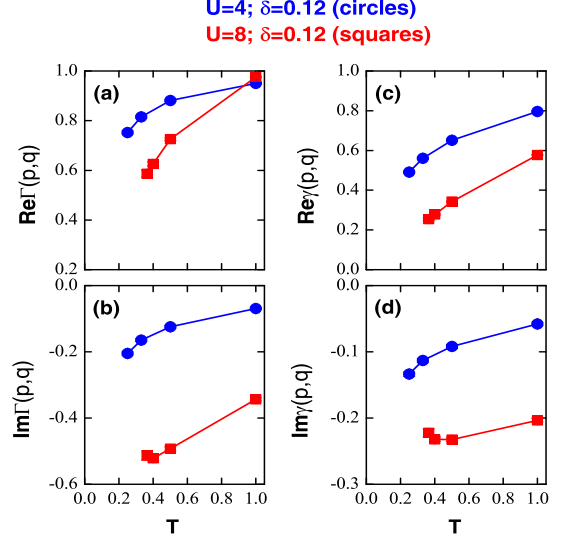 U=4; δ=0.12 (circles)
U=8; δ=0.12 (squares)
1.0
0.8
0.6
0.4
0.2
(a)
ReΓ(p,q)
1.0
0.8
0.6
0.4
0.2
0.0
(c)
Reγ(p,q)
0.0
-0.2
-0.4
-0.6
(b)
ImΓ(p,q)
0.0 0.2 0.4 0.6 0.8 1.0
T
0.0
-0.1
-0.2
-0.3
(d)
Imγ(p,q)
0.0 0.2 0.4 0.6 0.8 1.0
T